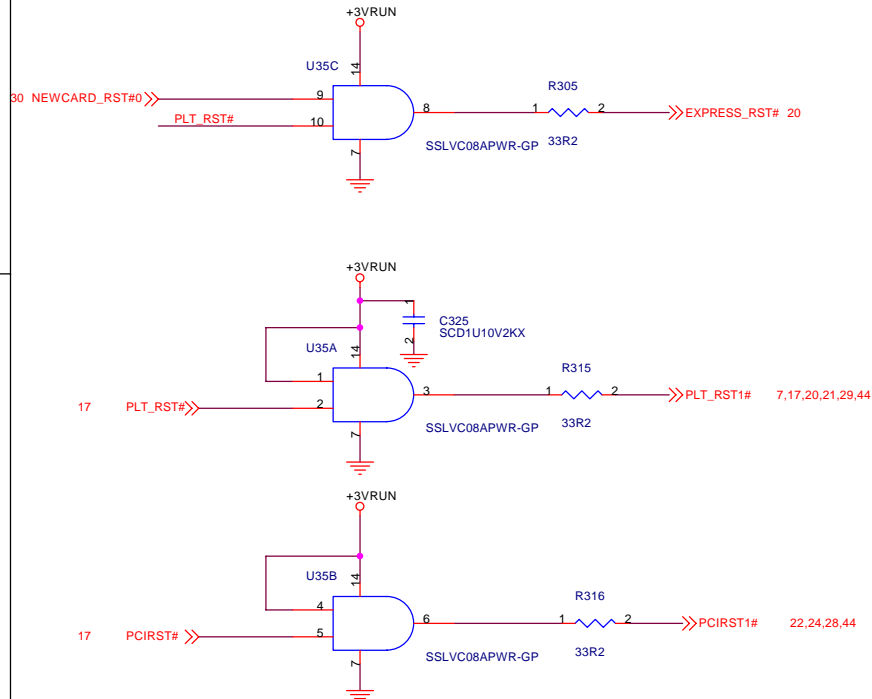 +3VRUN
U35C
14
30 NEWCARD_RST#0
9
PLT_RST#
10
8
7
SSLVC08APWR-GP
R305
1
2
33R2
EXPRESS_RST# 20
+3VRUN
1
C325
SCD1U10V2KX
2
U35A
14
1
17 PLT_RST#
2
3
7
SSLVC08APWR-GP
R315
1
2
33R2
PLT_RST1# 7,17,20,21,29,44
+3VRUN
U35B
14
4
17 PCIRST#
5
6
7
SSLVC08APWR-GP
R316
1
2
33R2
PCIRST1# 22,24,28,44